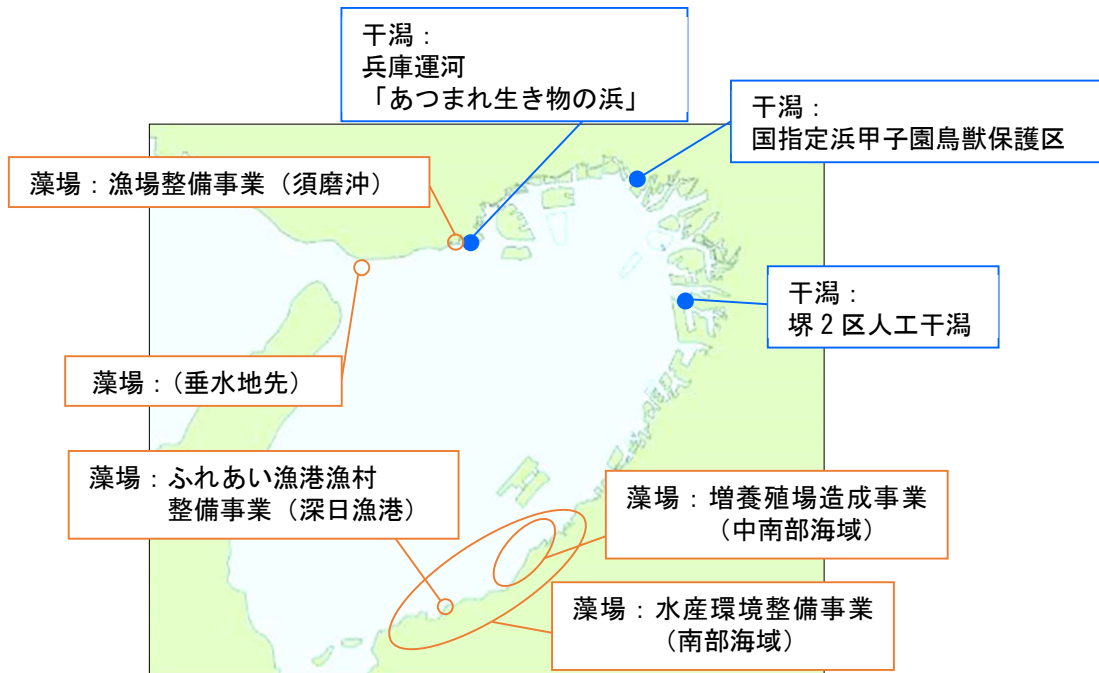 干潟：
兵庫運河
「あつまれ生き物の浜」
干潟：
国指定浜甲子園鳥獣保護区
藻場：漁場整備事業（須磨沖）
干潟：
堺２区人工干潟
藻場：（垂水地先）
藻場：ふれあい漁港漁村
整備事業（深日漁港）
藻場：増養殖場造成事業
（中南部海域）
藻場：水産環境整備事業
（南部海域）